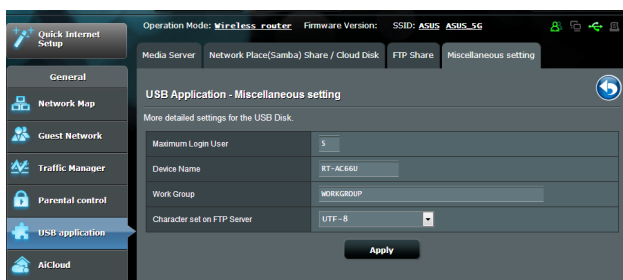 Quick Internet Setup
Operation Mode: Wireless router Firmware Version: SSID: ASUS ASUS_5G
Media Server Network Place(Samba) Share / Cloud Disk FTP Share Miscellaneous setting
General
Network Map
Guest Network
Traffic Manager
Parental control
USB application
AiCloud
USB Application - Miscellaneous setting
More detailed settings for the USB Disk.
Maximum Login User 5
Device Name RT-AC66U
Work Group WORKGROUP
Character set on FTP Server UTF-8
Apply